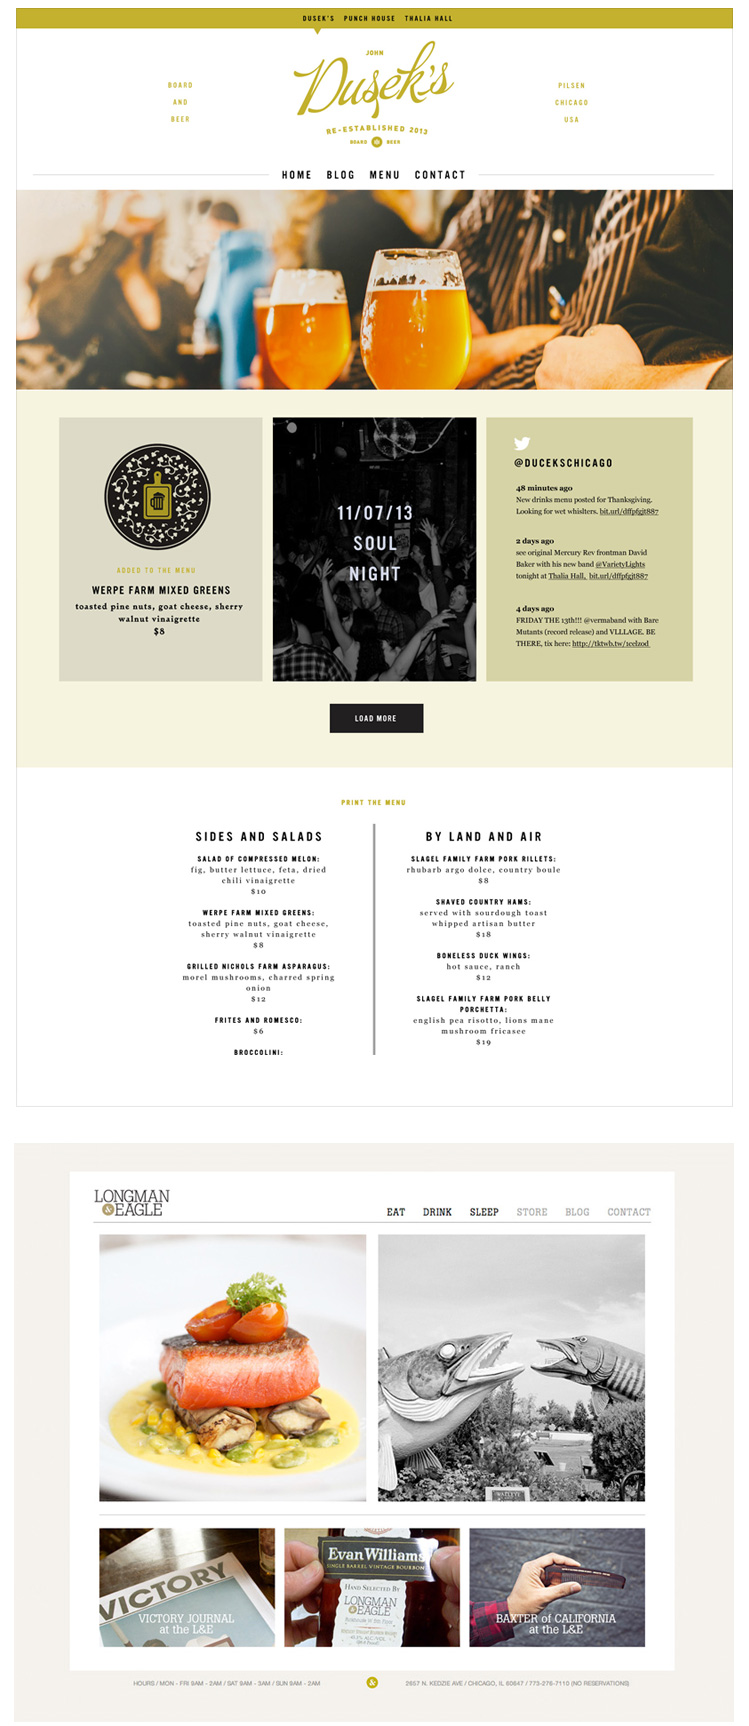 DUSEK'S PUNCH HOUSE THALIA HALL
BOARD
AND
BEER
JOHN
Dusek's
RE-ESTABLISHED 2013
BOARD & BEER
PILSEN
CHICAGO
USA
HOME BLOG MENU CONTACT
ADDED TO THE MENU
WERPE FARM MIXED GREENS
toasted pine nuts, goat cheese, sherry
walnut vinaigrette
$8
11/07/13
SOUL
NIGHT
@DUCEKSCHICAGO
48 minutes ago
New drinks menu posted for Thanksgiving.
Looking for wet whislters. bit.url/dffpfgjt887
2 days ago
see original Mercury Rev frontman David
Baker with his new band @VarietyLights
tonight at Thalia Hall, bit.url/dffpfgjt887
4 days ago
FRIDAY THE 13th!!! @vermaband with Bare
Mutants (record release) and VLLLAGE. BE
THERE, tix here: http://tktwb.tw/1cclzod
LOAD MORE
PRINT THE MENU
SIDES AND SALADS
SALAD OF COMPRESSED MELON:
fig, butter lettuce, feta, dried
chili vinaigrette
$10
WERPE FARM MIXED GREENS:
toasted pine nuts, goat cheese,
sherry walnut vinaigrette
$8
GRILLED NICHOLS FARM ASPARAGUS:
morel mushrooms, charred spring
onion
$12
FRITES AND ROMESCO:
$6
BROCCOLINI:
BY LAND AND AIR
SLAGEL FAMILY FARM PORK RILLETS:
rhubarb argo dolce, country boule
$8
SHAVED COUNTRY HAMS:
served with sourdough toast
whipped artisan butter
$18
BONELESS DUCK WINGS:
hot sauce, ranch
$12
SLAGEL FAMILY FARM PORK BELLY
PORCHETTA:
english pea risotto, lions mane
mushroom fricasee
$19
LONGMAN
& EAGLE
EAT DRINK SLEEP STORE BLOG CONTACT
WALLEYE
VICTORY
VICTORY JOURNAL
at the L&E
Evan Williams
SINGLE BARREL VINTAGE BOURBON
HAND SELECTED BY
LONGMAN
& EAGLE
BAXTER of CALIFORNIA
at the L&E
HOURS / MON - FRI 9AM - 2AM / SAT 9AM - 3AM / SUN 9AM - 2AM
&
2657 N. KEDZIE AVE / CHICAGO, IL 60647 / 773-276-7110 (NO RESERVATIONS)